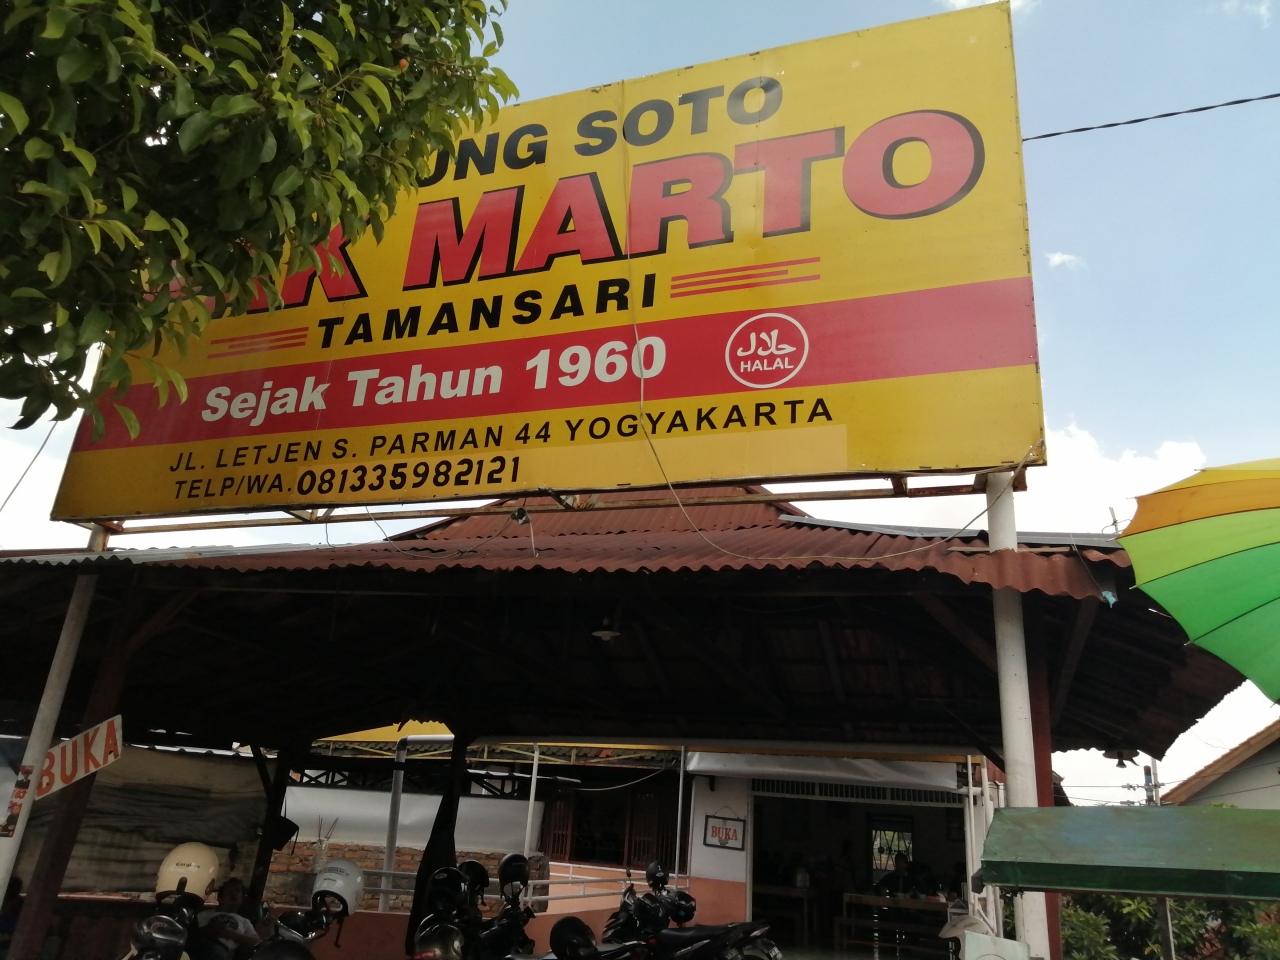 UNG SOTO
PAK MARTO
TAMANSARI
Sejak Tahun 1960
حلال
HALAL
JL. LETJEN S. PARMAN 44 YOGYAKARTA
TELP/WA. 081335982121
BUKA
BUKA